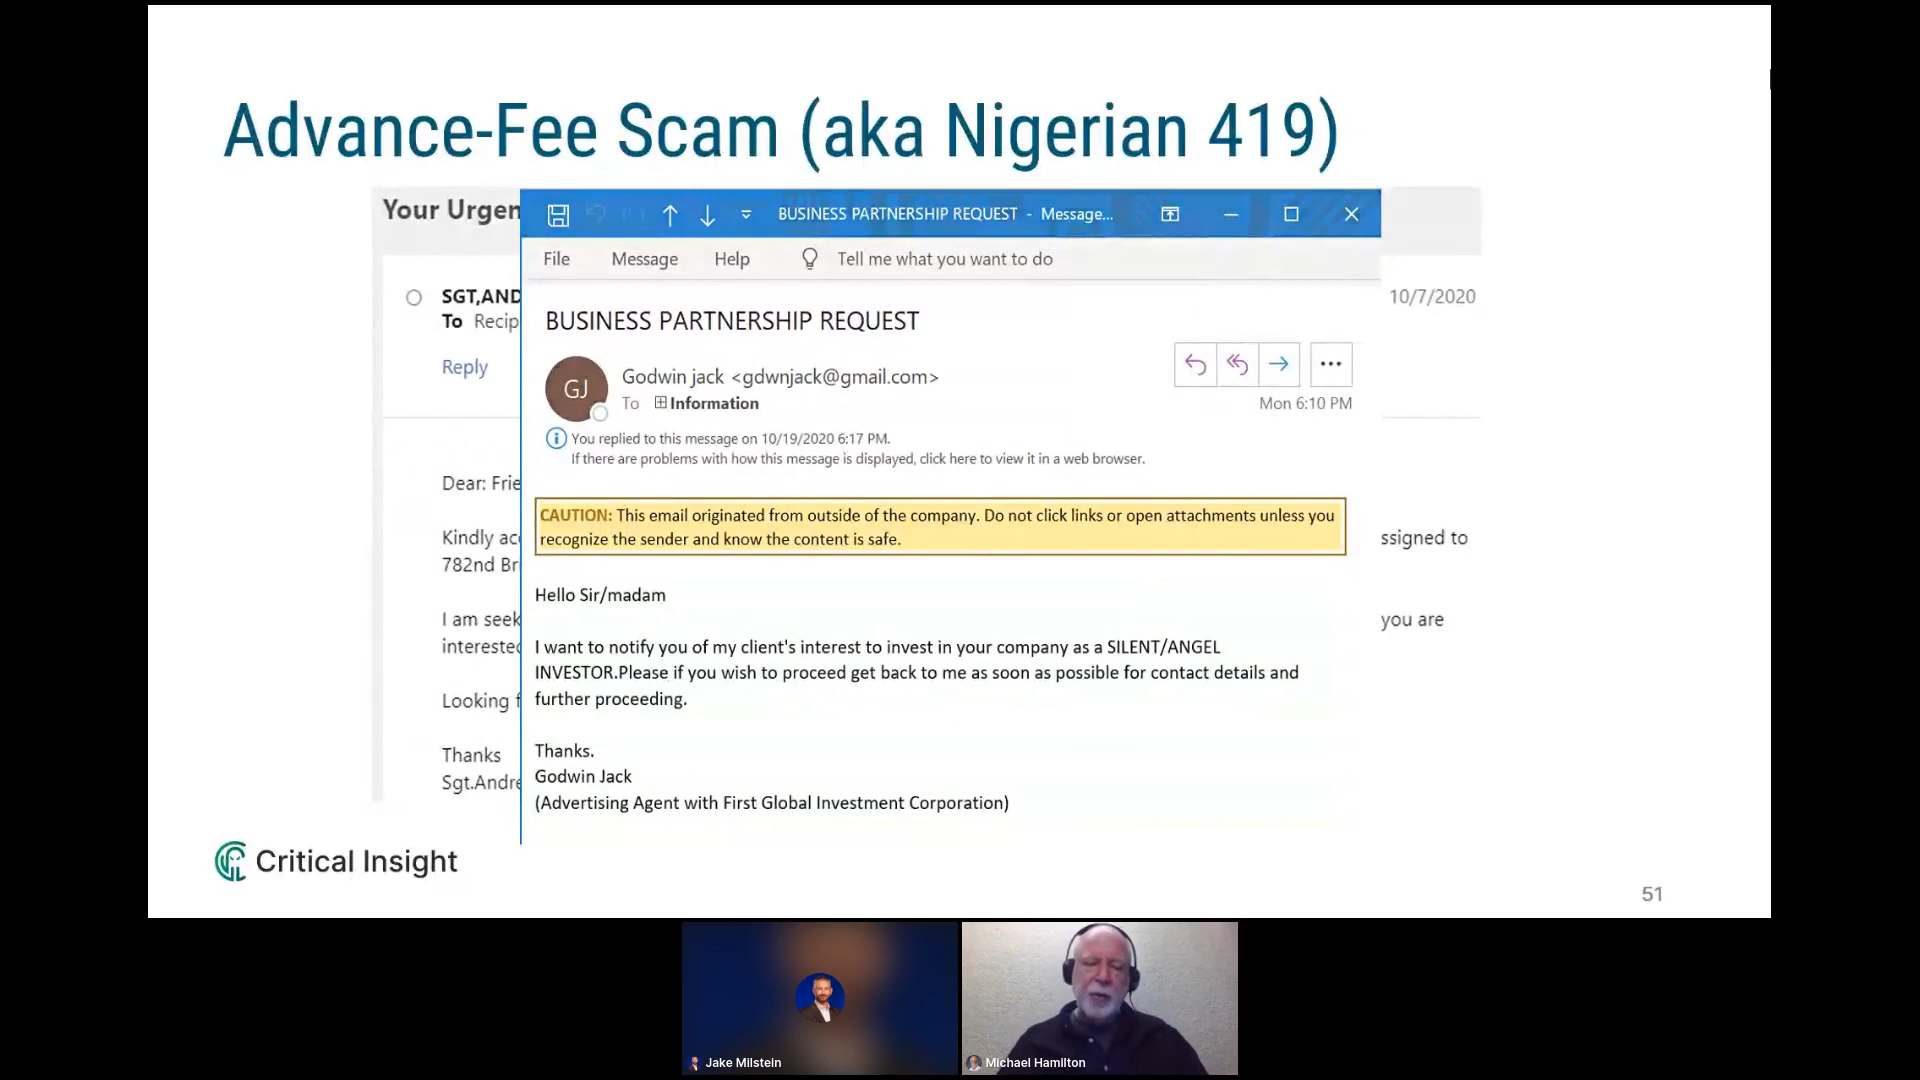 Advance-Fee Scam (aka Nigerian 419)
Your Urgen
SGT,AND
To Recip
10/7/2020
Reply
Dear: Frie
Kindly ac
ssigned to
782nd Br
I am seek
you are
interested
Looking f
Thanks
Sgt.Andre
BUSINESS PARTNERSHIP REQUEST - Message...
File Message Help Tell me what you want to do
BUSINESS PARTNERSHIP REQUEST
GJ
Godwin jack <gdwnjack@gmail.com>
To Information
Mon 6:10 PM
You replied to this message on 10/19/2020 6:17 PM.
If there are problems with how this message is displayed, click here to view it in a web browser.
CAUTION: This email originated from outside of the company. Do not click links or open attachments unless you
recognize the sender and know the content is safe.
Hello Sir/madam
I want to notify you of my client's interest to invest in your company as a SILENT/ANGEL
INVESTOR.Please if you wish to proceed get back to me as soon as possible for contact details and
further proceeding.
Thanks.
Godwin Jack
(Advertising Agent with First Global Investment Corporation)
Critical Insight
51
Jake Milstein
Michael Hamilton